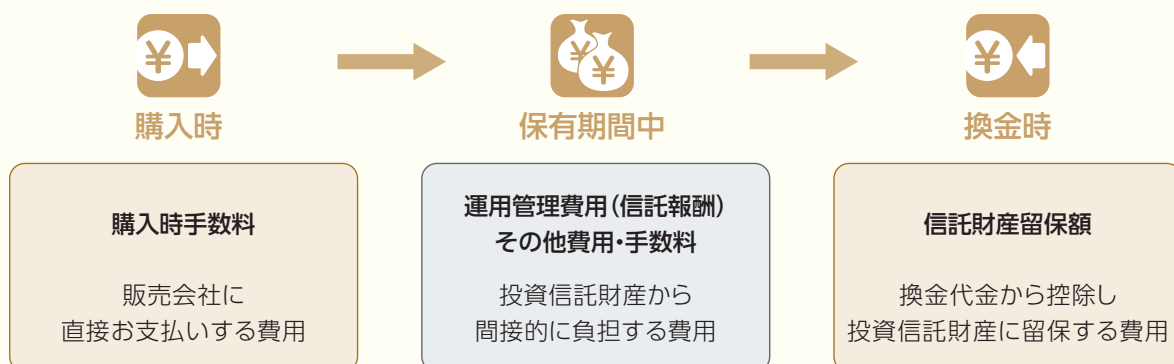 ¥
¥
¥
¥
購入時
保有期間中
換金時
購入時手数料
販売会社に
直接お支払いする費用
運用管理費用(信託報酬)
その他費用・手数料
投資信託財産から
間接的に負担する費用
信託財産留保額
換金代金から控除し
投資信託財産に留保する費用